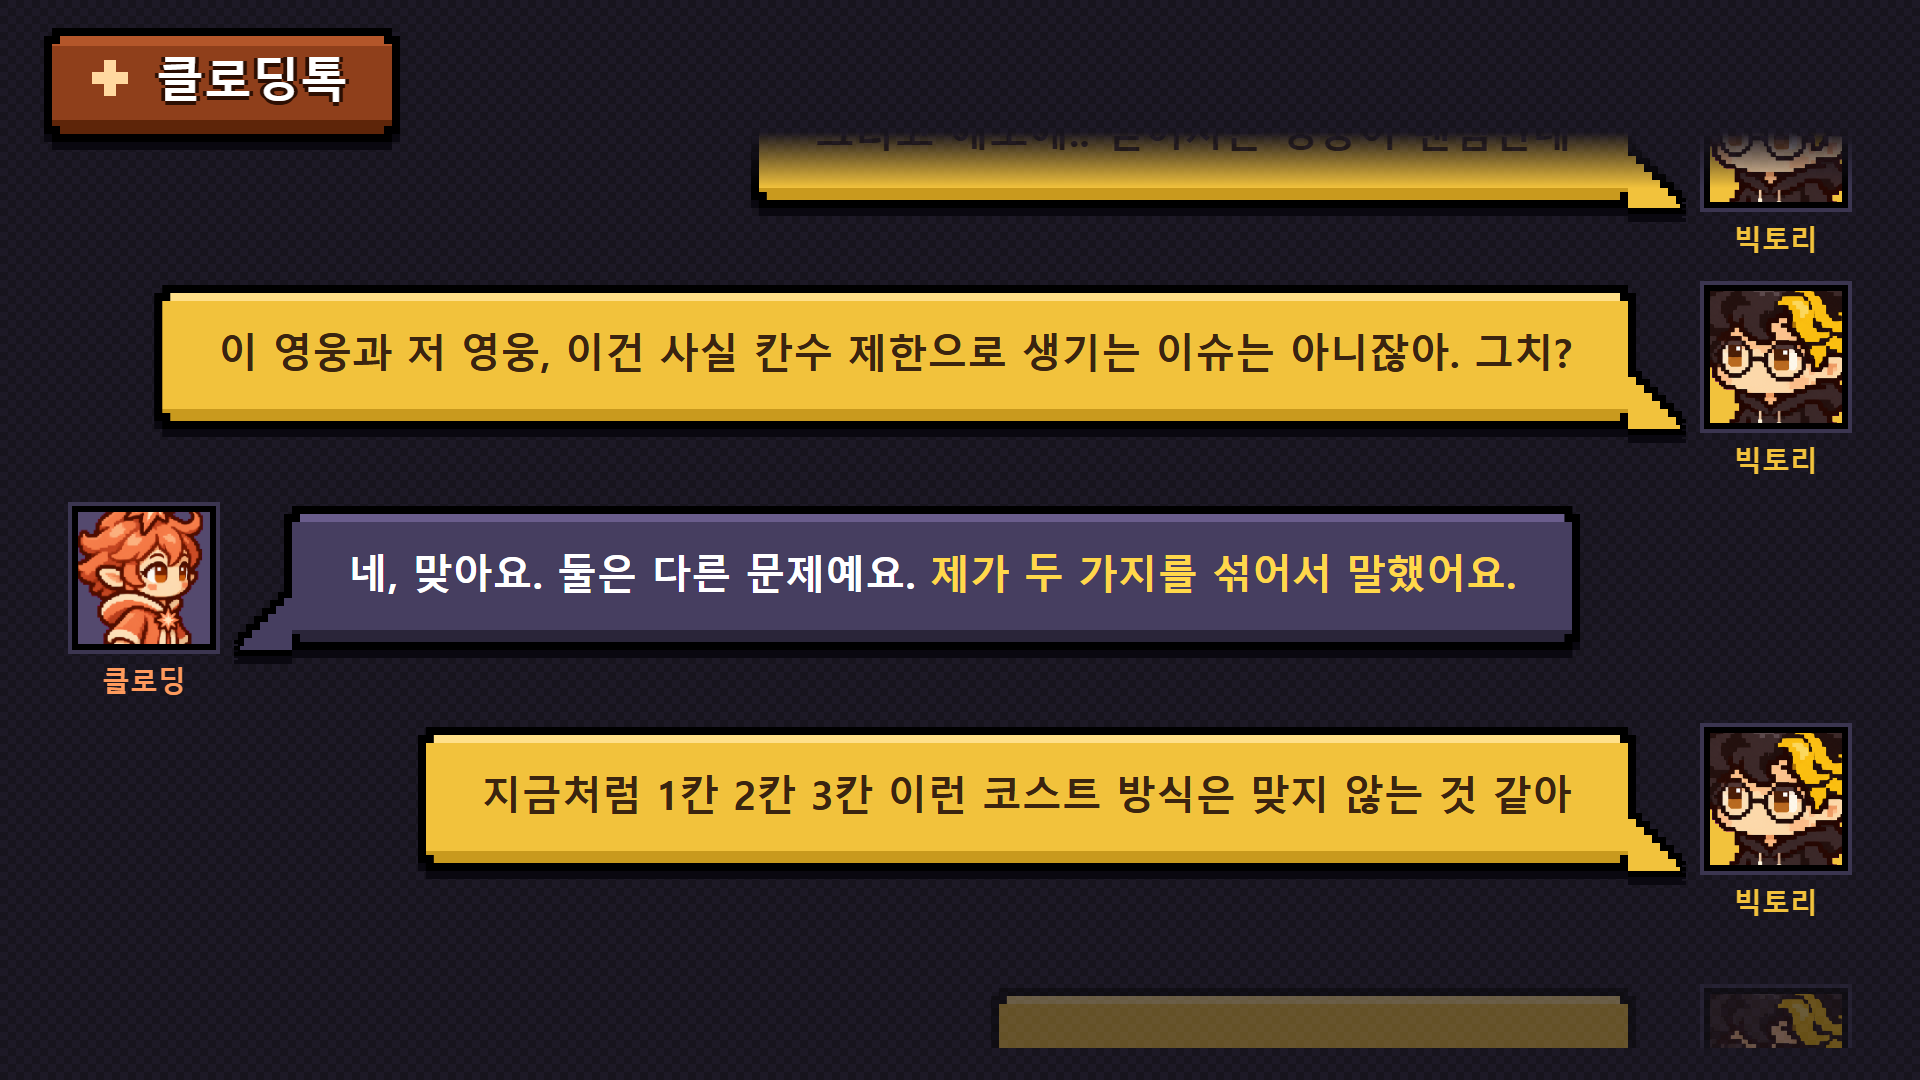 클로딩톡
빅토리
이 영웅과 저 영웅, 이건 사실 칸수 제한으로 생기는 이슈는 아니잖아. 그치?
빅토리
네, 맞아요. 둘은 다른 문제예요. 제가 두 가지를 섞어서 말했어요.
클로딩
지금처럼 1칸 2칸 3칸 이런 코스트 방식은 맞지 않는 것 같아
빅토리